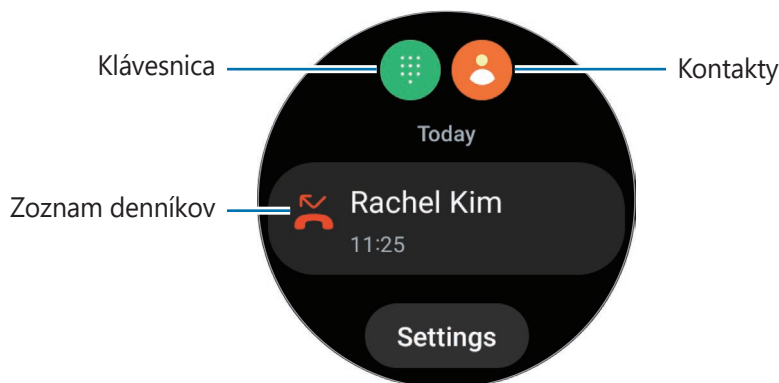 Klávesnica
Kontakty
Today
Zoznam denníkov
Rachel Kim
11:25
Settings